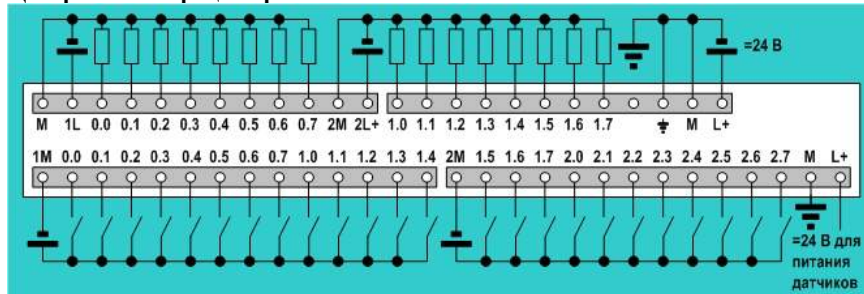 =24 В
M 1L 0.0 0.1 0.2 0.3 0.4 0.5 0.6 0.7 2M 2L+ 1.0 1.1 1.2 1.3 1.4 1.5 1.6 1.7 M L+
1M 0.0 0.1 0.2 0.3 0.4 0.5 0.6 0.7 1.0 1.1 1.2 1.3 1.4 2M 1.5 1.6 1.7 2.0 2.1 2.2 2.3 2.4 2.5 2.6 2.7 M L+
=24 В для
питания
датчиков